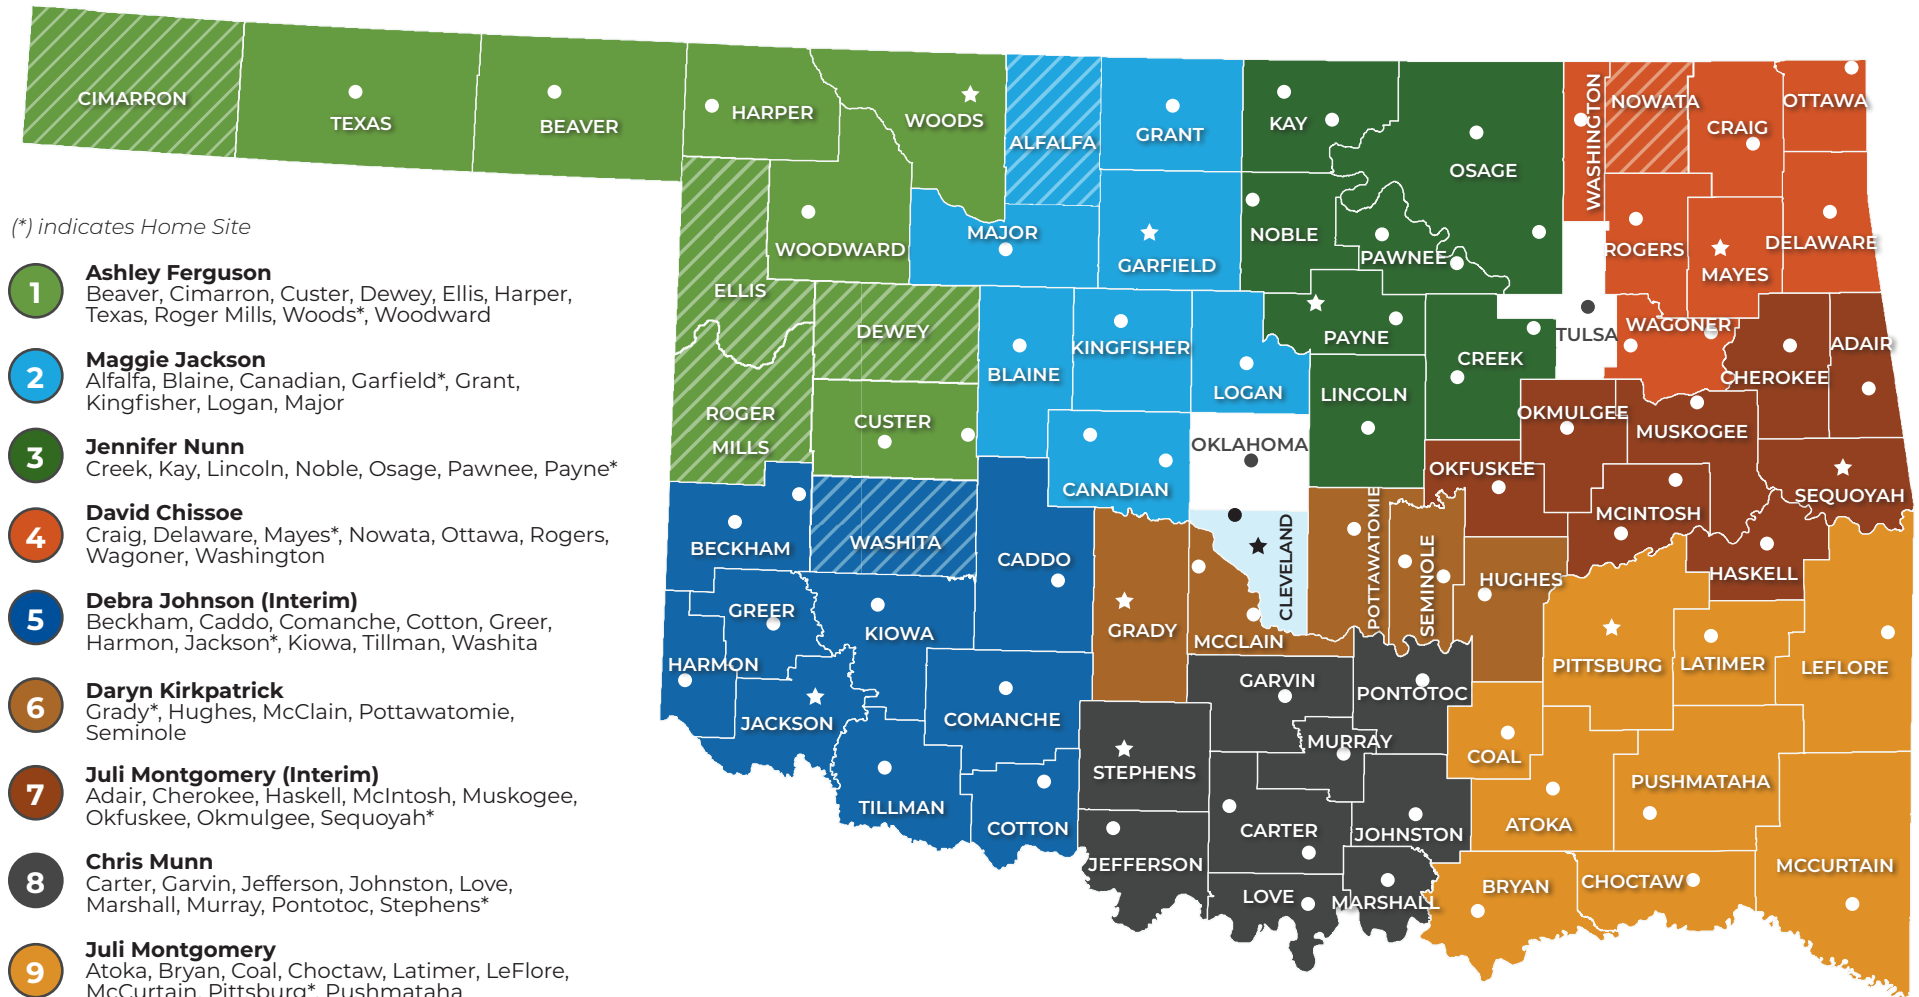 CIMARRON
TEXAS
BEAVER
HARPER
WOODS
ALFALFA
GRANT
KAY
OSAGE
WASHINGTON
NOWATA
CRAIG
OTTAWA
WOODWARD
MAJOR
GARFIELD
NOBLE
PAWNEE
ROGERS
MAYES
DELAWARE
ELLIS
DEWEY
BLAINE
KINGFISHER
LOGAN
PAYNE
CREEK
TULSA
WAGONER
CHEROKEE
ADAIR
ROGER
MILLS
CUSTER
CANADIAN
OKLAHOMA
LINCOLN
OKMULGEE
MUSKOGEE
OKFUSKEE
SEQUOYAH
MCINTOSH
HASKELL
BECKHAM
WASHITA
CADDO
GRADY
MCCLAIN
CLEVELAND
POTTAWATOMIE
SEMINOLE
HUGHES
PITTSBURG
LATIMER
LEFLORE
GREER
KIOWA
HARMON
JACKSON
COMANCHE
TILLMAN
COTTON
GARVIN
PONTOTOC
MURRAY
STEPHENS
COAL
PUSHMATAHA
ATOKA
CARTER
JOHNSTON
JEFFERSON
LOVE
MARSHALL
BRYAN
CHOCTAW
MCCURTAIN
(*) indicates Home Site
1
Ashley Ferguson
Beaver, Cimarron, Custer, Dewey, Ellis, Harper,
Texas, Roger Mills, Woods*, Woodward
2
Maggie Jackson
Alfalfa, Blaine, Canadian, Garfield*, Grant,
Kingfisher, Logan, Major
3
Jennifer Nunn
Creek, Kay, Lincoln, Noble, Osage, Pawnee, Payne*
4
David Chissoe
Craig, Delaware, Mayes*, Nowata, Ottawa, Rogers,
Wagoner, Washington
5
Debra Johnson (Interim)
Beckham, Caddo, Comanche, Cotton, Greer,
Harmon, Jackson*, Kiowa, Tillman, Washita
6
Daryn Kirkpatrick
Grady*, Hughes, McClain, Pottawatomie,
Seminole
7
Juli Montgomery (Interim)
Adair, Cherokee, Haskell, McIntosh, Muskogee,
Okfuskee, Okmulgee, Sequoyah*
8
Chris Munn
Carter, Garvin, Jefferson, Johnston, Love,
Marshall, Murray, Pontotoc, Stephens*
9
Juli Montgomery
Atoka, Bryan, Coal, Choctaw, Latimer, LeFlore,
McCurtain, Pittsburg*, Pushmataha